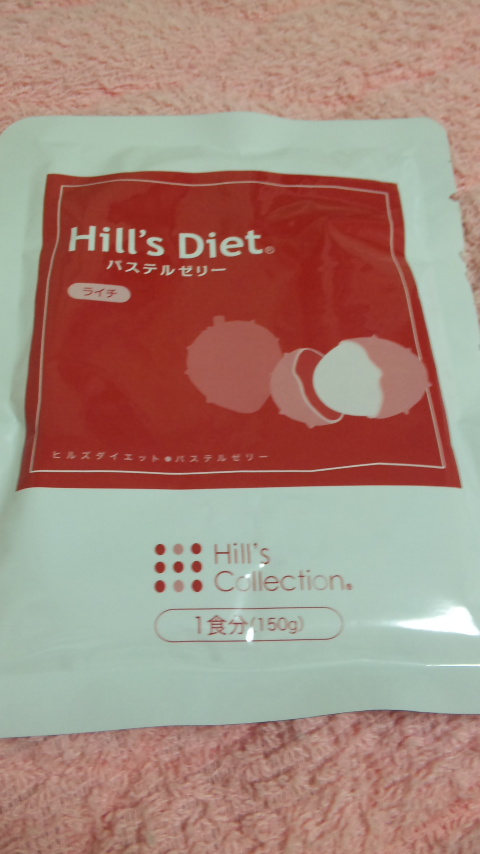 Hill's Diet®
パステルゼリー
ライチ
ヒルズダイエット●パステルゼリー
Hill's
Collection®
1食分(150g)